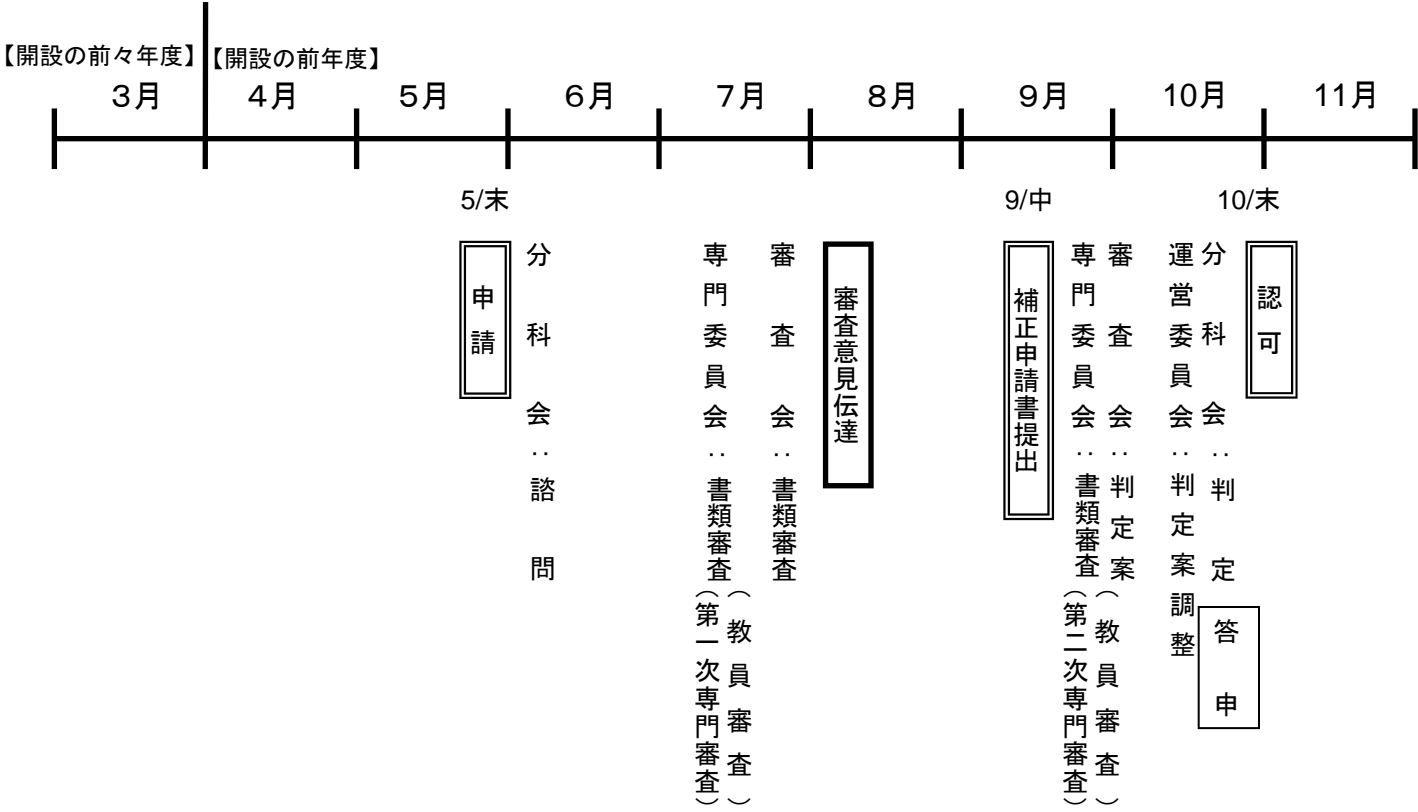 【開設の前々年度】
【開設の前年度】
３月
４月
５月
６月
７月
８月
９月
10月
11月
5/末
9/中
10/末
申請
分科会：諮問
専門委員会：書類審査
（教員審査）
（第一次専門審査）
審査会：書類審査
審査意見伝達
補正申請書提出
専門委員会：書類審査
（教員審査）
（第二次専門審査）
審査会：判定案
運営委員会：判定案調整
分科会：判定
答申
認可